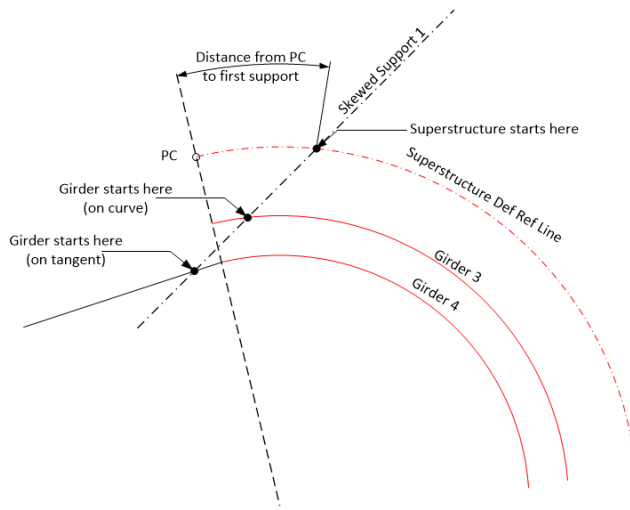 Distance from PC
to first support
Skewed Support 1
Superstructure starts here
PC
Superstructure Def Ref Line
Girder starts here
(on curve)
Girder starts here
(on tangent)
Girder 3
Girder 4